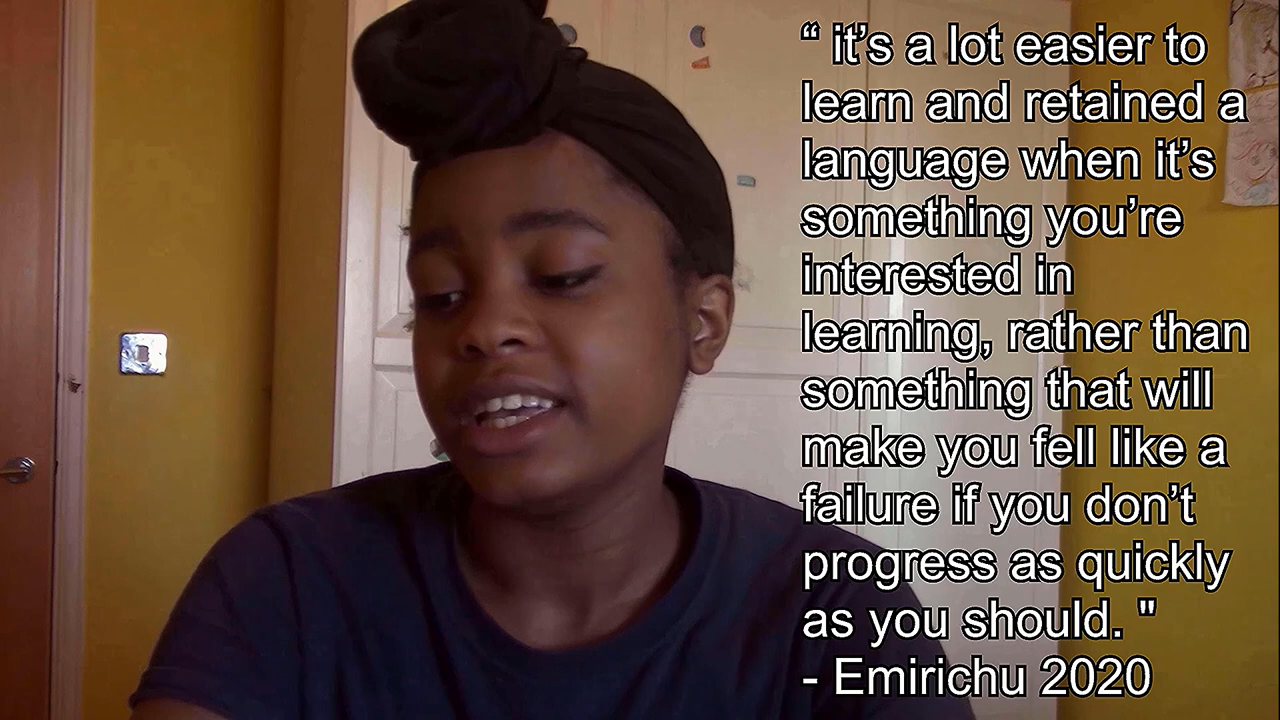 “ it’s a lot easier to
learn and retained a
language when it’s
something you’re
interested in
learning, rather than
something that will
make you fell like a
failure if you don’t
progress as quickly
as you should. "
- Emirichu 2020